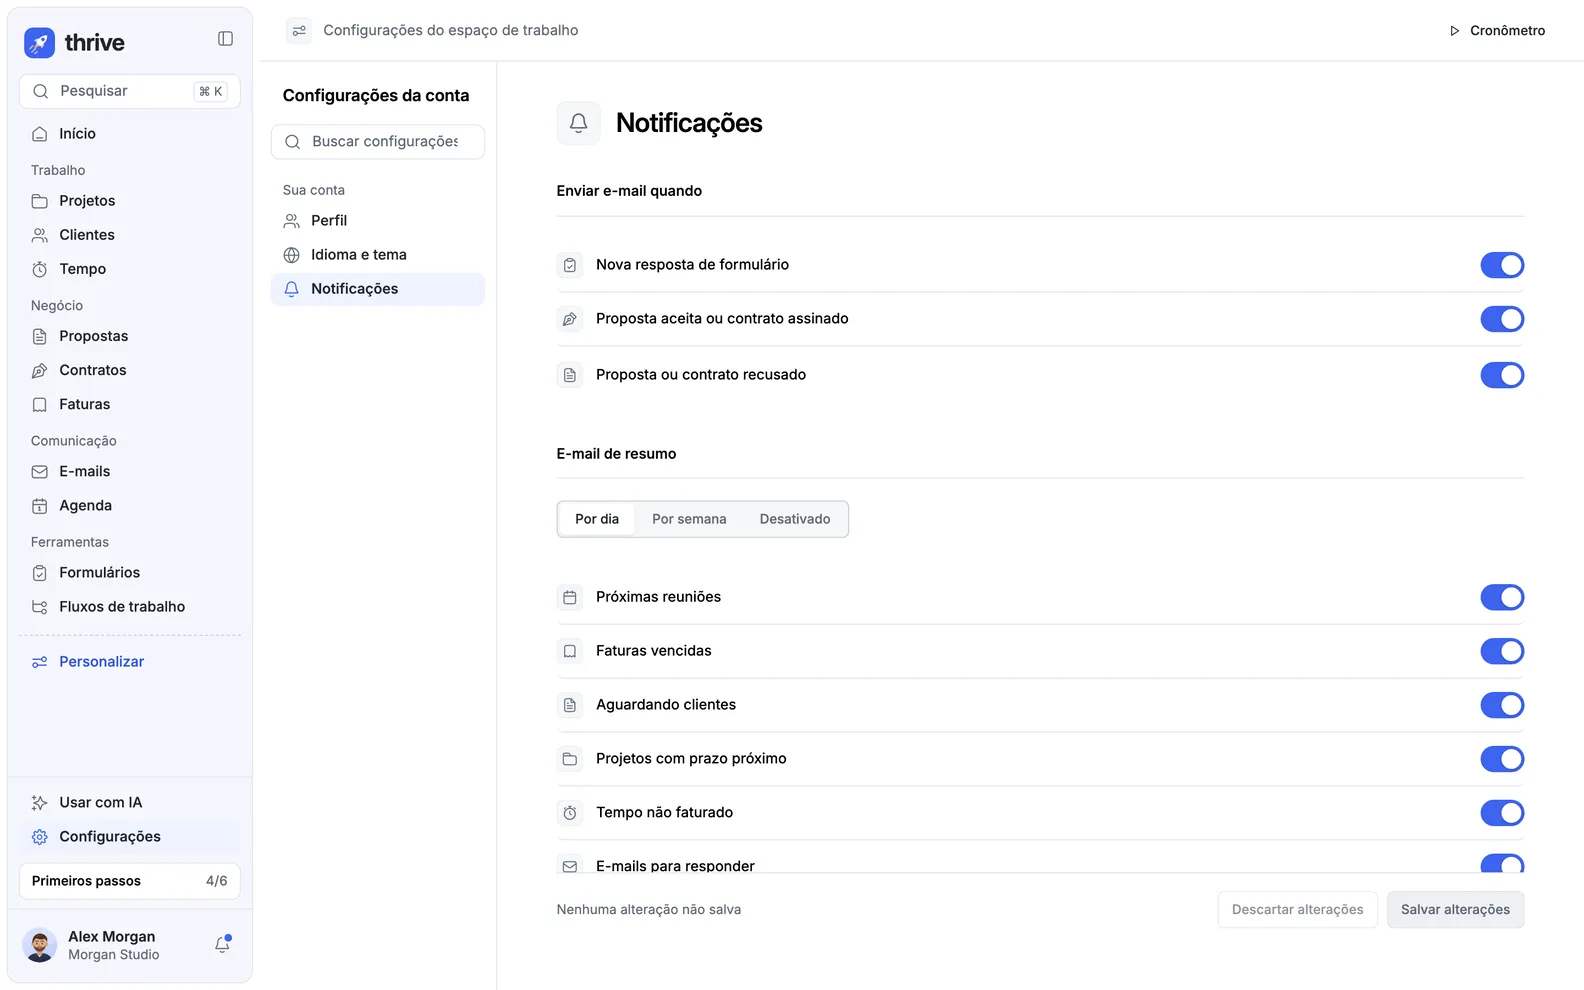 thrive
Pesquisar
⌘ K
Início
Trabalho
Projetos
Clientes
Tempo
Negócio
Propostas
Contratos
Faturas
Comunicação
E-mails
Agenda
Ferramentas
Formulários
Fluxos de trabalho
Personalizar
Usar com IA
Configurações
Primeiros passos 4/6
Alex Morgan
Morgan Studio
Configurações do espaço de trabalho
Cronômetro
Configurações da conta
Buscar configurações
Sua conta
Perfil
Idioma e tema
Notificações
Notificações
Enviar e-mail quando
Nova resposta de formulário
Proposta aceita ou contrato assinado
Proposta ou contrato recusado
E-mail de resumo
Por dia Por semana Desativado
Próximas reuniões
Faturas vencidas
Aguardando clientes
Projetos com prazo próximo
Tempo não faturado
E-mails para responder
Nenhuma alteração não salva
Descartar alterações
Salvar alterações